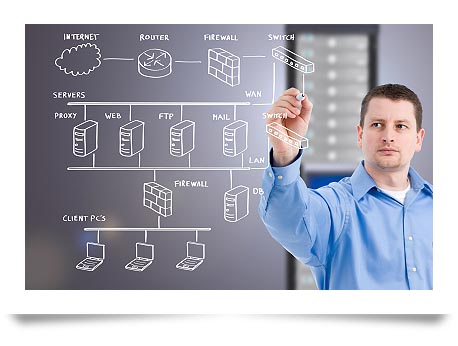 INTERNET ROUTER FIREWALL SWITCH
SERVERS WAN
PROXY WEB FTP MAIL SWITCH
LAN
FIREWALL DB
CLIENT PC'S